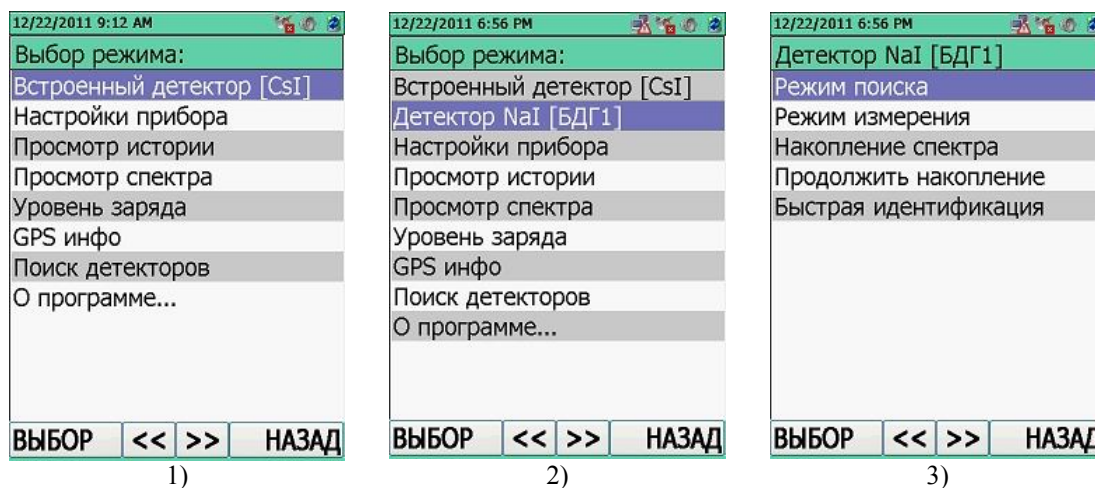 12/22/2011 9:12 AM
Выбор режима:
Встроенный детектор [CsI]
Настройки прибора
Просмотр истории
Просмотр спектра
Уровень заряда
GPS инфо
Поиск детекторов
О программе...
ВЫБОР << >> НАЗАД
1)
12/22/2011 6:56 PM
Выбор режима:
Встроенный детектор [CsI]
Детектор NaI [БДГ1]
Настройки прибора
Просмотр истории
Просмотр спектра
Уровень заряда
GPS инфо
Поиск детекторов
О программе...
ВЫБОР << >> НАЗАД
2)
12/22/2011 6:56 PM
Детектор NaI [БДГ1]
Режим поиска
Режим измерения
Накопление спектра
Продолжить накопление
Быстрая идентификация
ВЫБОР << >> НАЗАД
3)